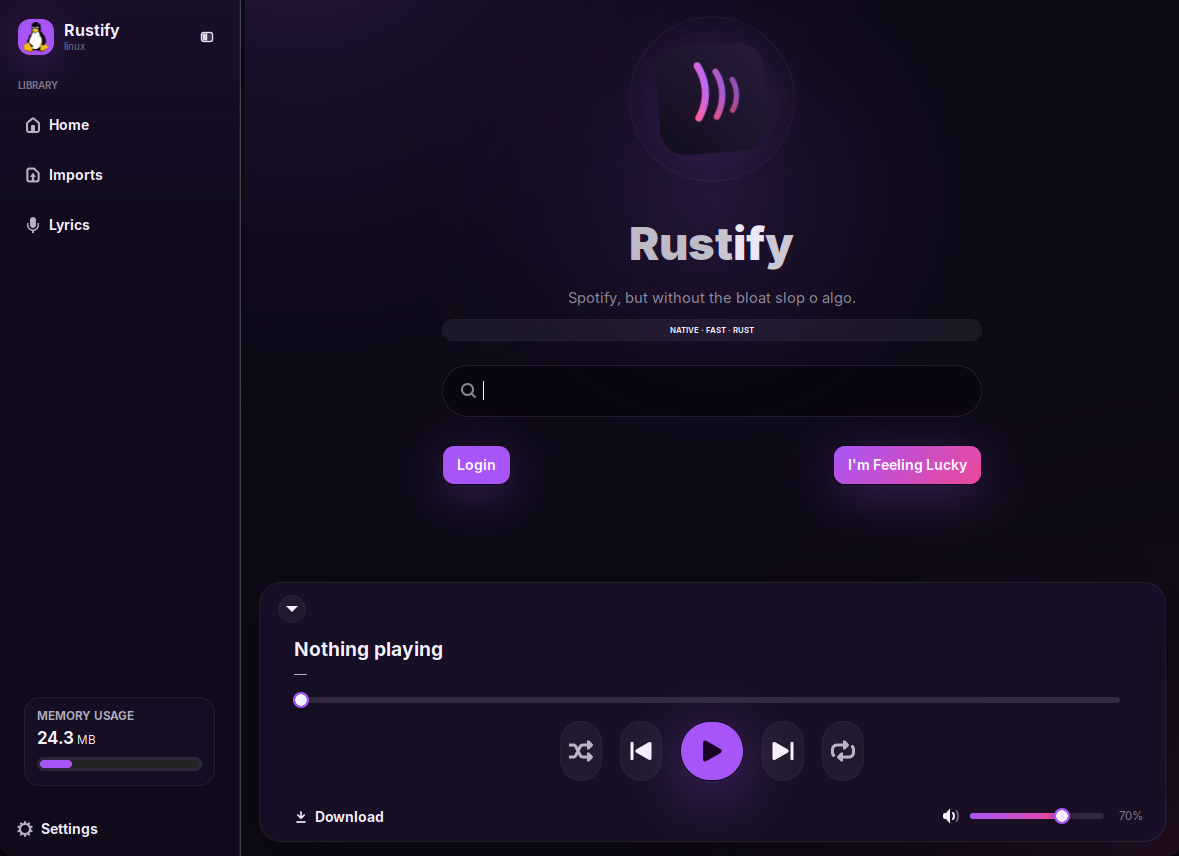 Rustify
linux
LIBRARY
Home
Imports
Lyrics
Rustify
Spotify, but without the bloat slop o algo.
NATIVE · FAST · RUST
Login
I'm Feeling Lucky
Nothing playing
—
MEMORY USAGE
24.3 MB
Settings
Download
70%